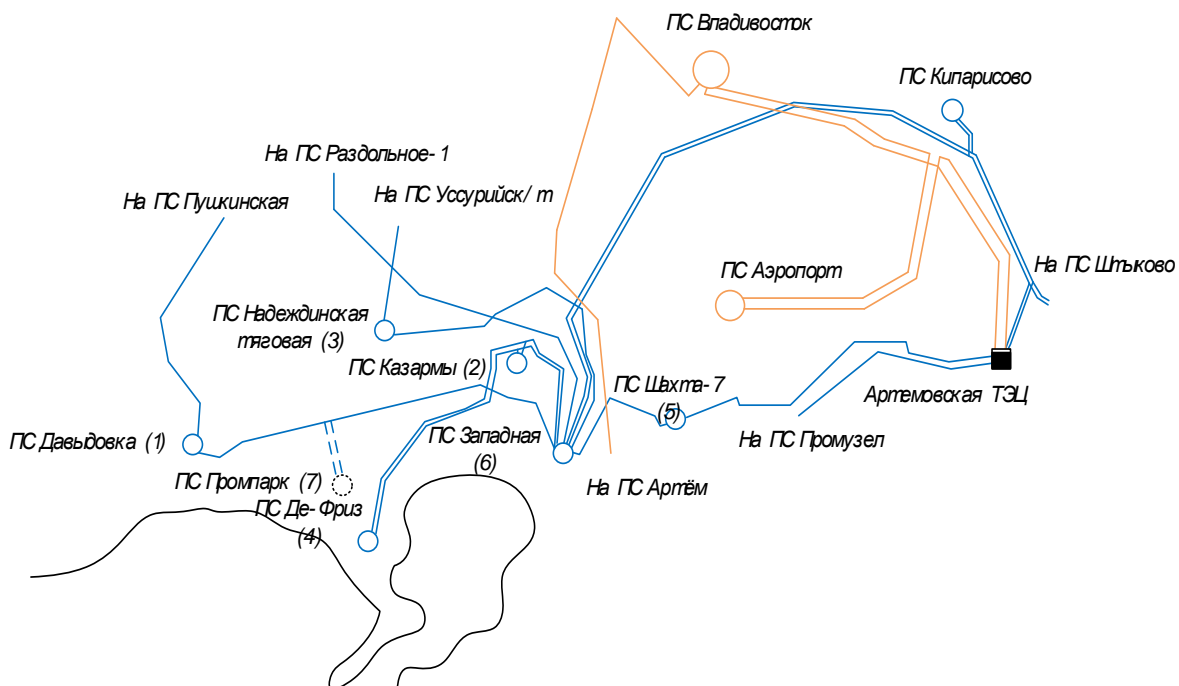 ПС Владивосток
ПС Кипарисово
На ПС Раздольное-1
На ПС Уссурийск/т
На ПС Пушкинская
На ПС Штыково
ПС Аэропорт
ПС Надеждинская
тяговая (3)
ПС Казармы (2)
ПС Шахта-7
(5)
Артемовская ТЭЦ
ПС Давыдовка (1)
ПС Западная
(6)
На ПС Промузел
ПС Промпарк (7)
На ПС Артём
ПС Де-Фриз
(4)